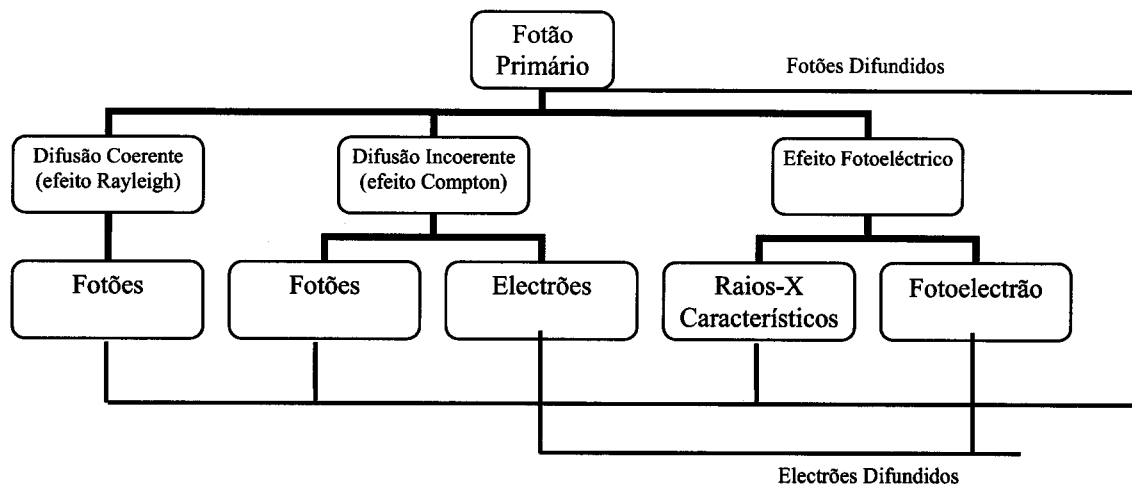 Fotão
Primário
Fotões Difundidos
Difusão Coerente
(efeito Rayleigh)
Difusão Incoerente
(efeito Compton)
Efeito Fotoeléctrico
Fotões
Fotões
Electrões
Raios-X
Característicos
Fotoelectrão
Electrões Difundidos